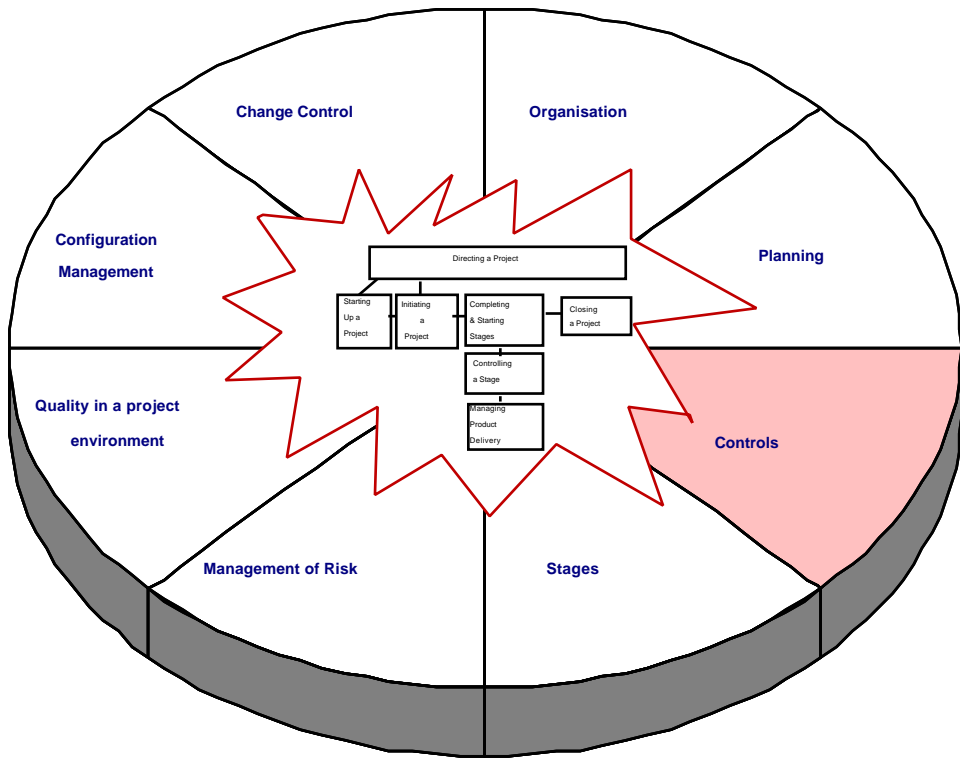 Change Control
Organisation
Configuration
Management
Planning
Directing a Project
Starting
Up a
Project
Initiating
a
Project
Completing
& Starting
Stages
Closing
a Project
Controlling
a Stage
Managing
Product
Delivery
Quality in a project
environment
Controls
Management of Risk
Stages